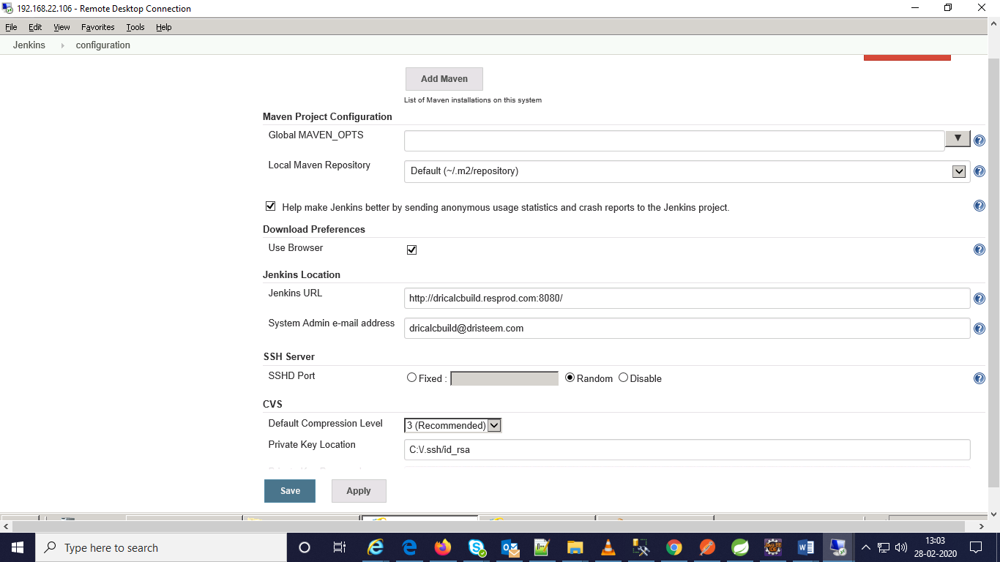 192.168.22.106 - Remote Desktop Connection
File Edit View Favorites Tools Help
Jenkins configuration
Add Maven
List of Maven installations on this system
Maven Project Configuration
Global MAVEN_OPTS
Local Maven Repository Default (~/.m2/repository)
Help make Jenkins better by sending anonymous usage statistics and crash reports to the Jenkins project.
Download Preferences
Use Browser
Jenkins Location
Jenkins URL http://dricalcbuild.resprod.com:8080/
System Admin e-mail address dricalcbuild@dristeem.com
SSH Server
SSHD Port Fixed : Random Disable
CVS
Default Compression Level 3 (Recommended)
Private Key Location C:\/.ssh/id_rsa
Save Apply
Type here to search
13:03
28-02-2020